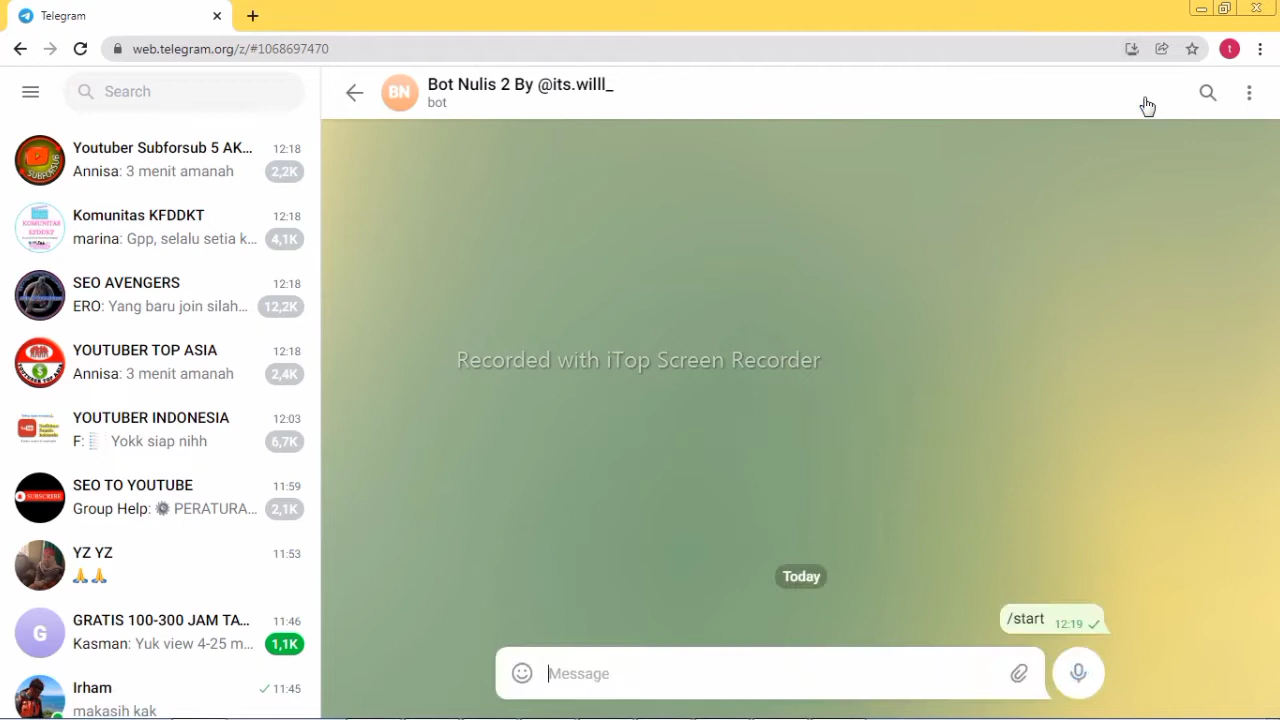 Telegram
web.telegram.org/z/#1068697470
t
Search
BN
Bot Nulis 2 By @its.willl_
bot
Youtuber Subforsub 5 AK... 12:18
Annisa: 3 menit amanah 2,2K
Komunitas KFDDKT 12:18
marina: Gpp, selalu setia k... 4,1K
SEO AVENGERS 12:18
ERO: Yang baru join silah... 12,2K
YOUTUBER TOP ASIA 12:18
Annisa: 3 menit amanah 2,4K
YOUTUBER INDONESIA 12:03
F: Yokk siap nihh 6,7K
SEO TO YOUTUBE 11:59
Group Help: PERATURA... 2,1K
SUBSCRIBE
YZ YZ 11:53
G
GRATIS 100-300 JAM TA... 11:46
Kasman: Yuk view 4-25 m... 1,1K
Irham 11:45
makasih kak
Recorded with iTop Screen Recorder
Today
/start 12:19
Message